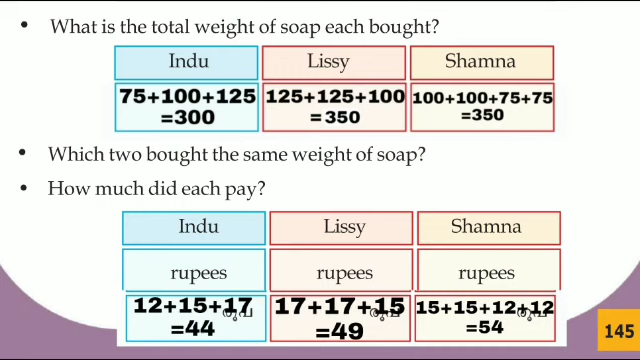 • What is the total weight of soap each bought?
Indu Lissy Shamna
75+100+125 125+125+100 100+100+75+75
=300 =350 =350
• Which two bought the same weight of soap?
• How much did each pay?
Indu Lissy Shamna
rupees rupees rupees
12+15+17 17+17+15 15+15+12+12
=44 =49 =54
145